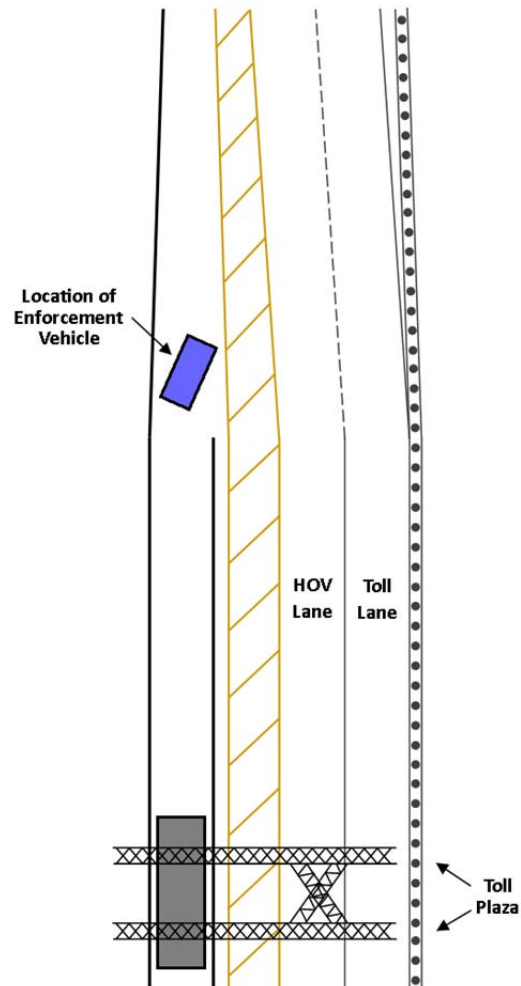 Location of
Enforcement
Vehicle
HOV
Lane
Toll
Lane
Toll
Plaza